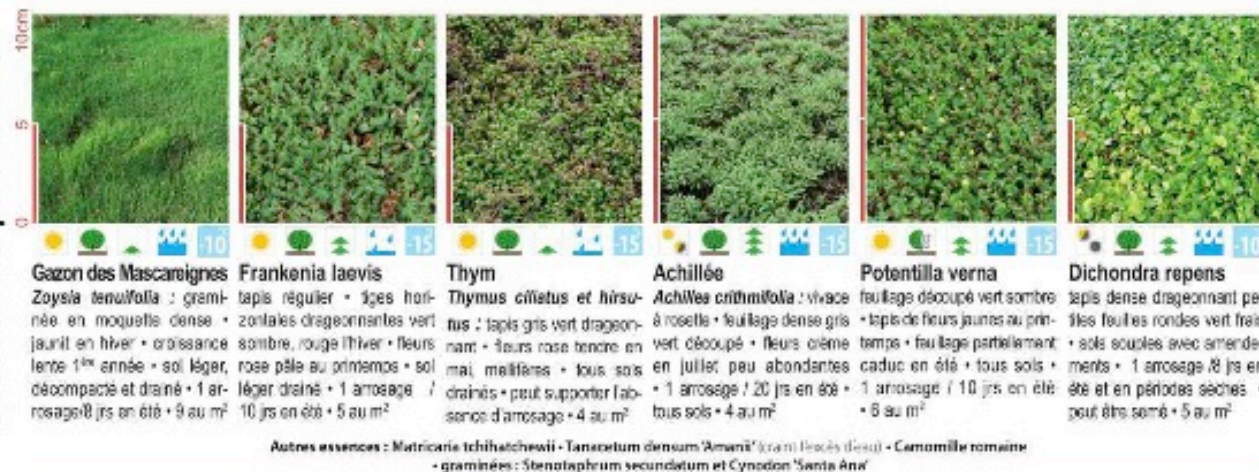 10cm
5
0
-10
-15
-15
-15
-15
-10
Gazon des Mascareignes
Zoysia tenuifolia : grami-
née en moquette dense •
jaunit en hiver • croissance
lente 1ère année • sol léger,
décompacté et drainé • 1 ar-
rosage/8 jrs en été • 9 au m²
Frankenia laevis
tapis régulier • tiges hori-
zontales drageonnantes vert
sombre, rouge l'hiver • fleurs
rose pâle au printemps • sol
léger drainé • 1 arrosage /
10 jrs en été • 5 au m²
Thym
Thymus ciliatus et hirsu-
tus : tapis gris vert drageon-
nant • fleurs rose tendre en
mai, mellifères • tous sols
drainés • peut supporter l'ab-
sence d'arrosage • 4 au m²
Achillée
Achillea crithmifolia : vivace
à rosette • feuillage dense gris
vert découpé • fleurs crème
en juillet peu abondantes
• 1 arrosage / 20 jrs en été •
tous sols • 4 au m²
Potentilla verna
feuillage découpé vert sombre
• tapis de fleurs jaunes au prin-
temps • feuillage partiellement
caduc en été • tous sols •
1 arrosage / 10 jrs en été
• 6 au m²
Dichondra repens
tapis dense drageonnant pe
tites feuilles rondes vert frais
• sols souples avec amende-
ments • 1 arrosage /8 jrs en
été et en périodes sèches •
peut être semé • 5 au m²
Autres essences : Matricaria tchihatchewii - Tanacetum densum 'Amanii' (craint l'excès d'eau) - Camomille romaine
- graminées : Stenotaphrum secundatum et Cynodon 'Santa Ana'